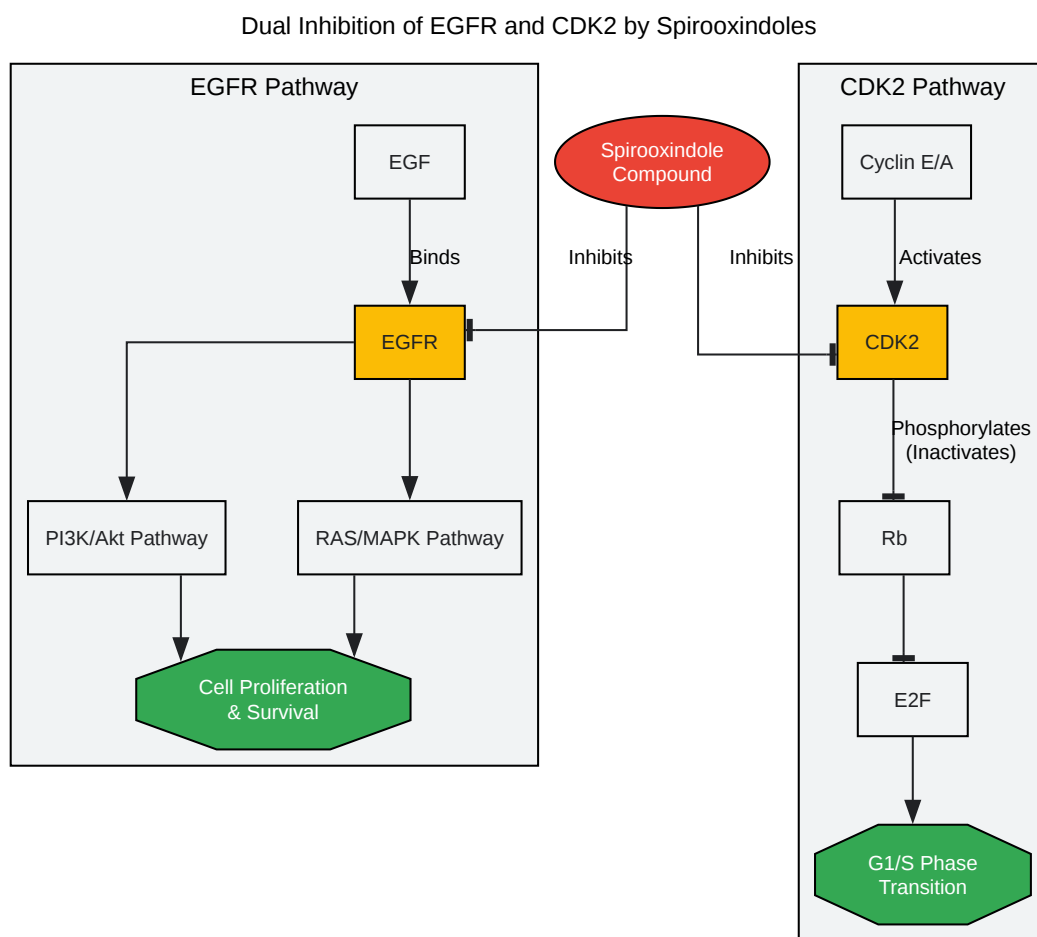 Dual Inhibition of EGFR and CDK2 by Spirooxindoles
EGFR Pathway
EGF
Binds
EGFR
PI3K/Akt Pathway
RAS/MAPK Pathway
Cell Proliferation
& Survival
Spirooxindole
Compound
Inhibits
Inhibits
CDK2 Pathway
Cyclin E/A
Activates
CDK2
Phosphorylates
(Inactivates)
Rb
E2F
G1/S Phase
Transition